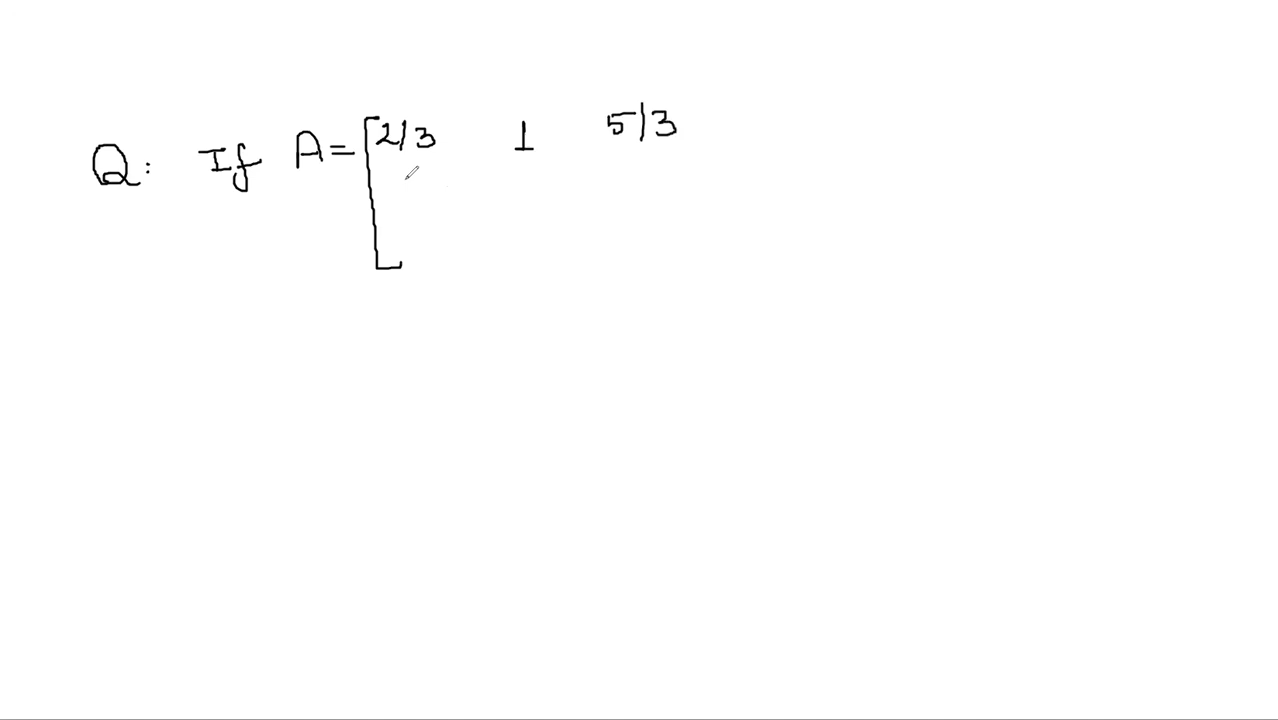 Q: If A = [ 2/3 1 5/3